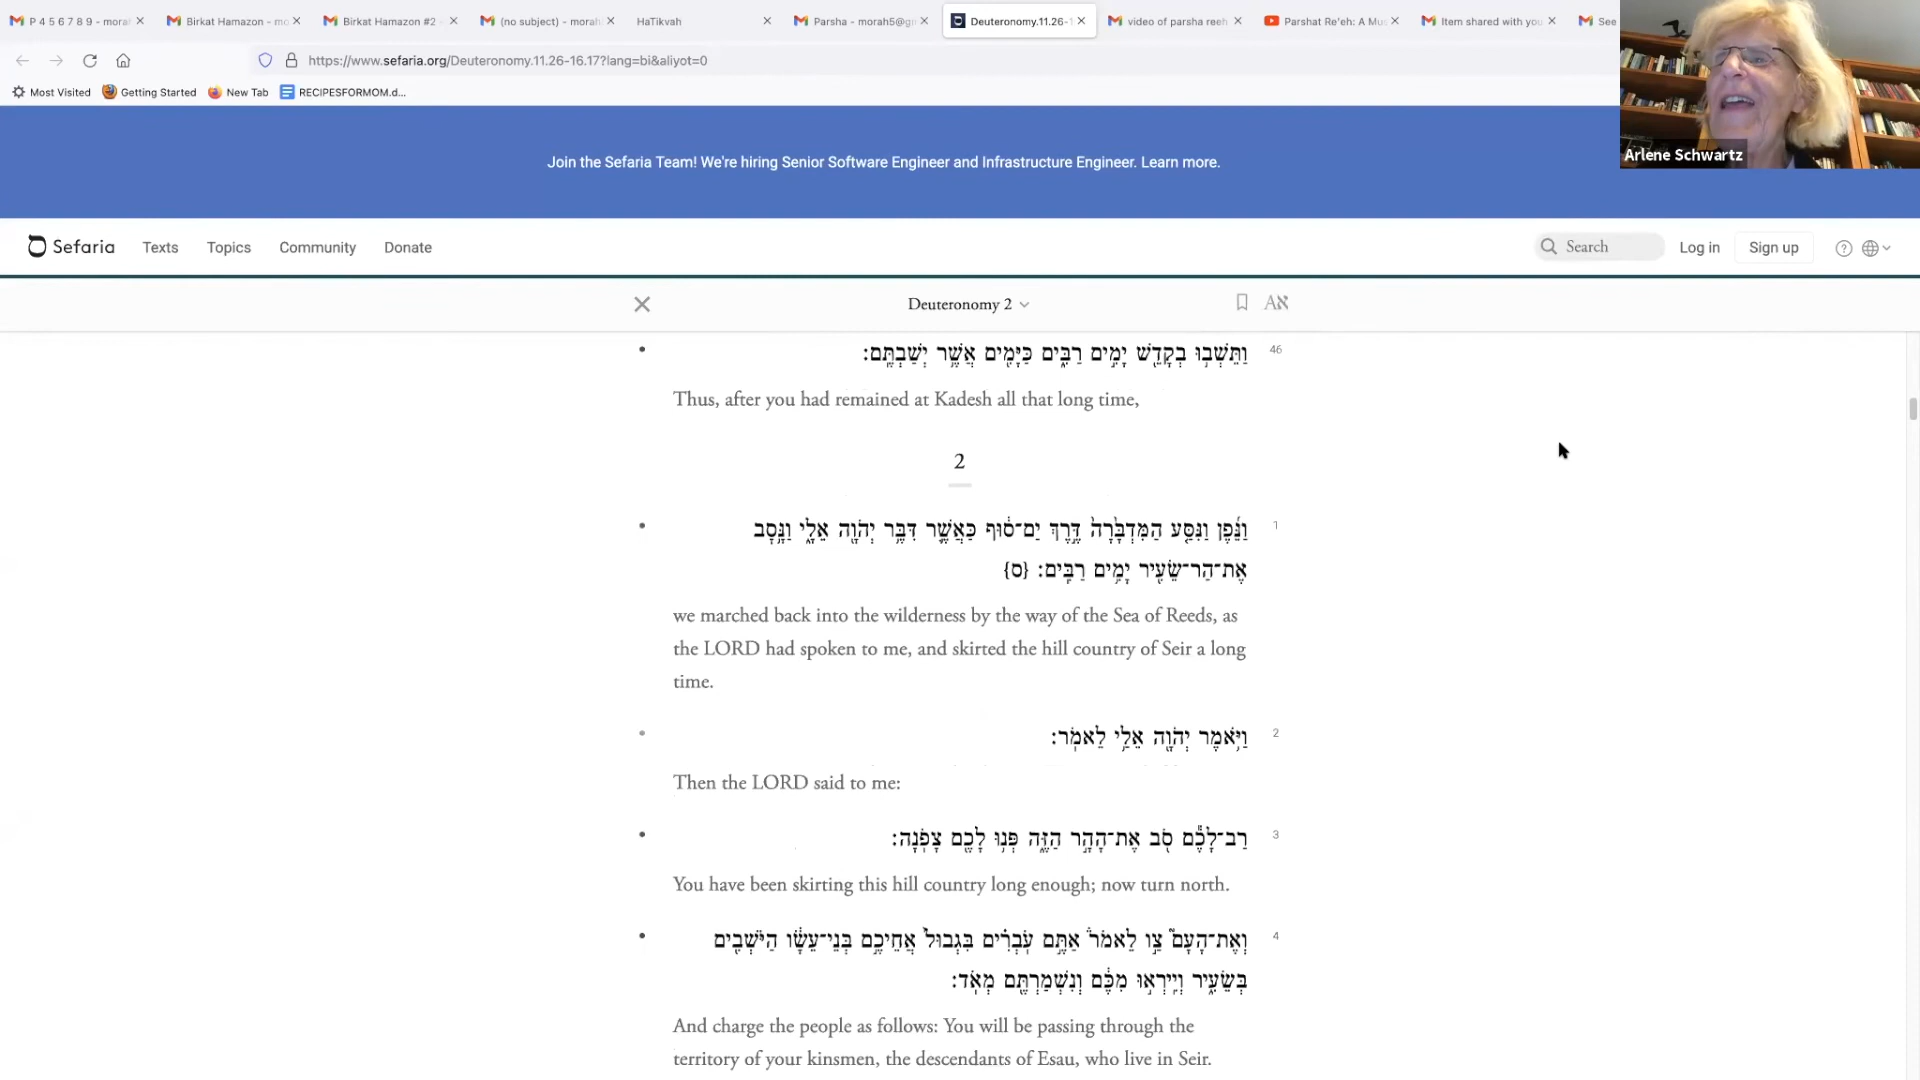 P 4 5 6 7 8 9 - mora
Birkat Hamazon - mo
Birkat Hamazon #2 -
(no subject) - morah
HaTikvah
Parsha - morah5@gm
Deuteronomy.11.26-1
video of parsha reeh
Parshat Re'eh: A Mus
Item shared with you
See
https://www.sefaria.org/Deuteronomy.11.26-16.17?lang=bi&aliyot=0
Most Visited
Getting Started
New Tab
RECIPESFORMOM.d...
Arlene Schwartz
Join the Sefaria Team! We're hiring Senior Software Engineer and Infrastructure Engineer. Learn more.
Sefaria Texts Topics Community Donate Search Log in Sign up
Deuteronomy 2
Aא
46 וַתֵּשְׁב֥וּ בְקָדֵ֖שׁ יָמִ֣ים רַבִּ֑ים כַּיָּמִ֖ים אֲשֶׁ֥ר יְשַׁבְתֶּֽם׃
Thus, after you had remained at Kadesh all that long time,
2
1 וַנֵּ֜פֶן וַנִּסַּ֤ע הַמִּדְבָּ֙רָה֙ דֶּ֣רֶךְ יַם־ס֔וּף כַּאֲשֶׁ֛ר דִּבֶּ֥ר יְהֹוָ֖ה אֵלָ֑י וַנָּ֥סׇב
אֶת־הַר־שֵׂעִ֖יר יָמִ֥ים רַבִּֽים׃ {ס}
we marched back into the wilderness by the way of the Sea of Reeds, as
the LORD had spoken to me, and skirted the hill country of Seir a long
time.
2 וַיֹּ֥אמֶר יְהֹוָ֖ה אֵלַ֥י לֵאמֹֽר׃
Then the LORD said to me:
3 רַב־לָכֶ֕ם סֹ֖ב אֶת־הָהָ֣ר הַזֶּ֑ה פְּנ֥וּ לָכֶ֖ם צָפֹֽנָה׃
You have been skirting this hill country long enough; now turn north.
4 וְאֶת־הָעָם֮ צַ֣ו לֵאמֹר֒ אַתֶּ֣ם עֹֽבְרִ֗ים בִּגְבוּל֙ אֲחֵיכֶ֣ם בְּנֵי־עֵשָׂ֔ו הַיֹּשְׁבִ֖ים
בְּשֵׂעִ֑יר וְיִֽירְא֣וּ מִכֶּ֔ם וְנִשְׁמַרְתֶּ֖ם מְאֹֽד׃
And charge the people as follows: You will be passing through the
territory of your kinsmen, the descendants of Esau, who live in Seir.